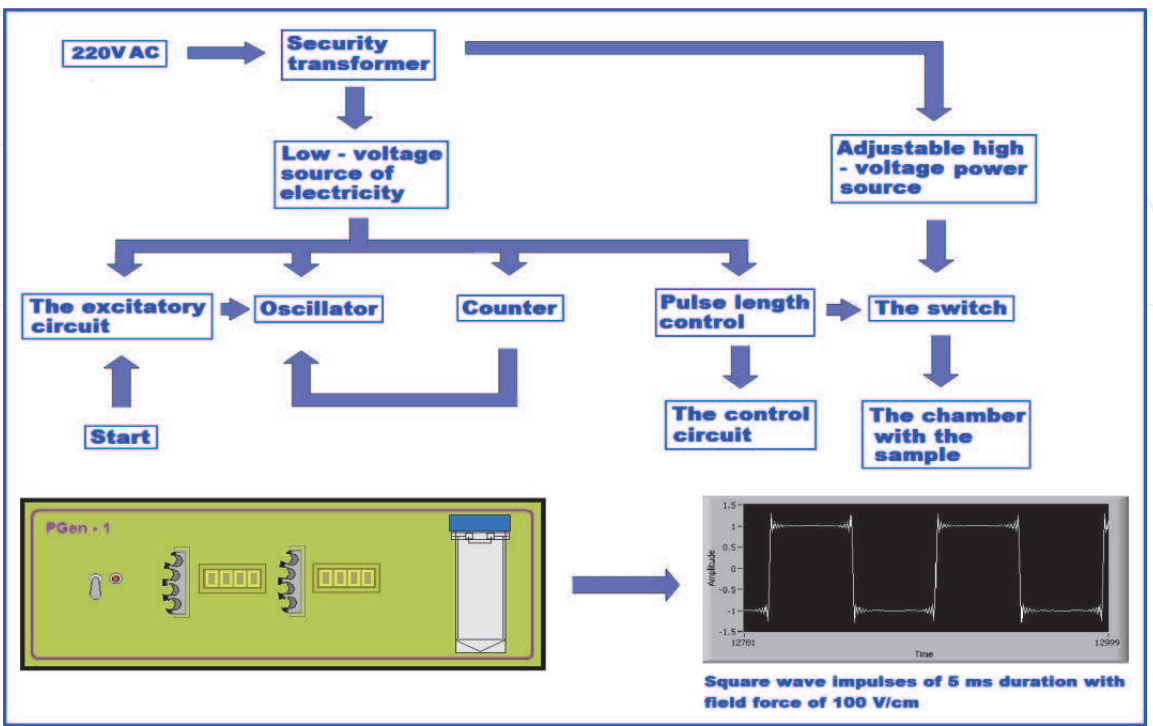 220V AC
Security
transformer
Low - voltage
source of
electricity
Adjustable high
- voltage power
source
The excitatory
circuit
Oscillator
Counter
Pulse length
control
The switch
Start
The control
circuit
The chamber
with the
sample
PGen - 1
1.5
1
0.5
0
-0.5
-1
-1.5
Amplitude
12781
12999
Time
Square wave impulses of 5 ms duration with
field force of 100 V/cm